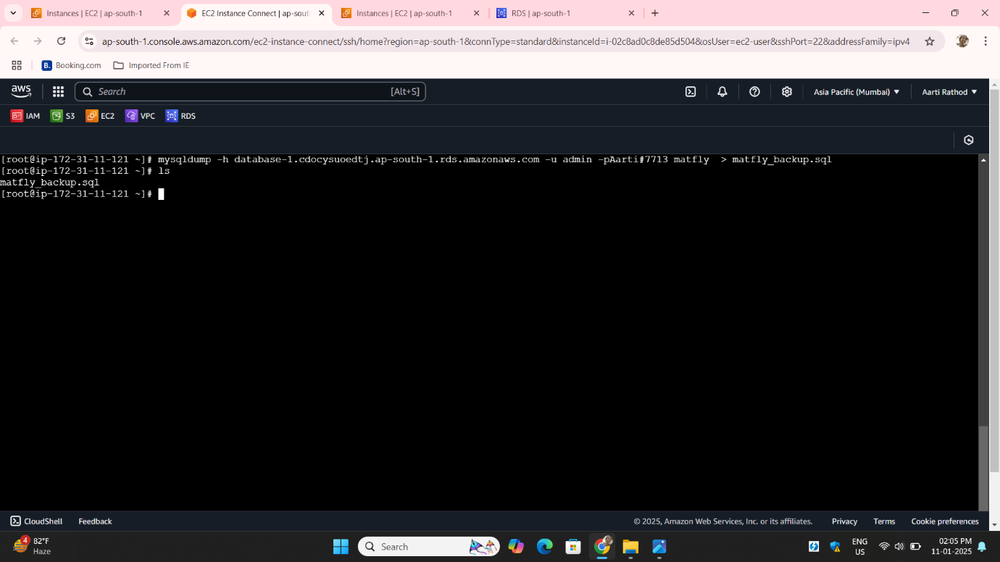 Instances | EC2 | ap-south-1
EC2 Instance Connect | ap-sout
Instances | EC2 | ap-south-1
RDS | ap-south-1
ap-south-1.console.aws.amazon.com/ec2-instance-connect/ssh/home?region=ap-south-1&connType=standard&instanceId=i-02c8ad0c8de85d504&osUser=ec2-user&sshPort=22&addressFamily=ipv4
B. Booking.com Imported From IE
aws Search [Alt+S] Asia Pacific (Mumbai) Aarti Rathod
IAM S3 EC2 VPC RDS
[root@ip-172-31-11-121 ~]# mysqldump -h database-1.cdocysuoedtj.ap-south-1.rds.amazonaws.com -u admin -pAarti#7713 matfly  > matfly_backup.sql
[root@ip-172-31-11-121 ~]# ls
matfly_backup.sql
[root@ip-172-31-11-121 ~]#
CloudShell Feedback © 2025, Amazon Web Services, Inc. or its affiliates. Privacy Terms Cookie preferences
4 82°F
Haze
Search
ENG
US
02:05 PM
11-01-2025